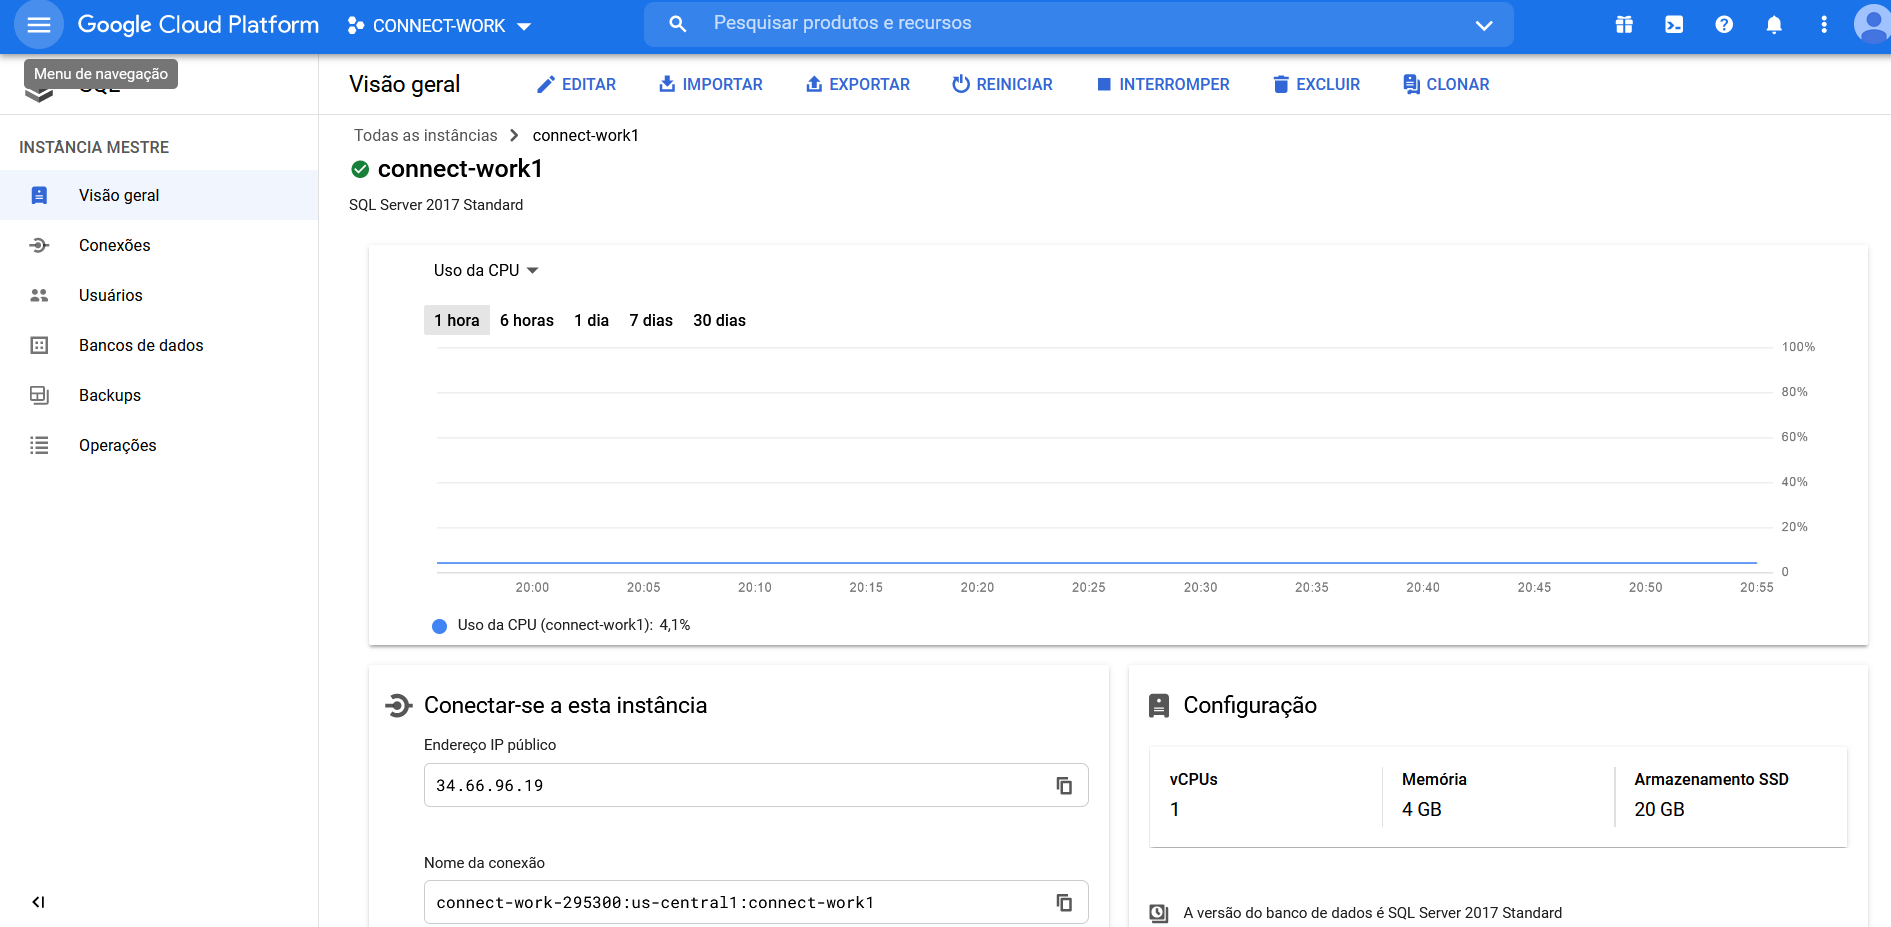 Google Cloud Platform
CONNECT-WORK
Pesquisar produtos e recursos
Menu de navegação
SQL
Visão geral
EDITAR
IMPORTAR
EXPORTAR
REINICIAR
INTERROMPER
EXCLUIR
CLONAR
INSTÂNCIA MESTRE
Visão geral
Conexões
Usuários
Bancos de dados
Backups
Operações
Todas as instâncias
connect-work1
connect-work1
SQL Server 2017 Standard
Uso da CPU
1 hora 6 horas 1 dia 7 dias 30 dias
100%
80%
60%
40%
20%
0
20:00 20:05 20:10 20:15 20:20 20:25 20:30 20:35 20:40 20:45 20:50 20:55
Uso da CPU (connect-work1): 4,1%
Conectar-se a esta instância
Endereço IP público
34.66.96.19
Nome da conexão
connect-work-295300:us-central1:connect-work1
Configuração
vCPUs
1
Memória
4 GB
Armazenamento SSD
20 GB
A versão do banco de dados é SQL Server 2017 Standard